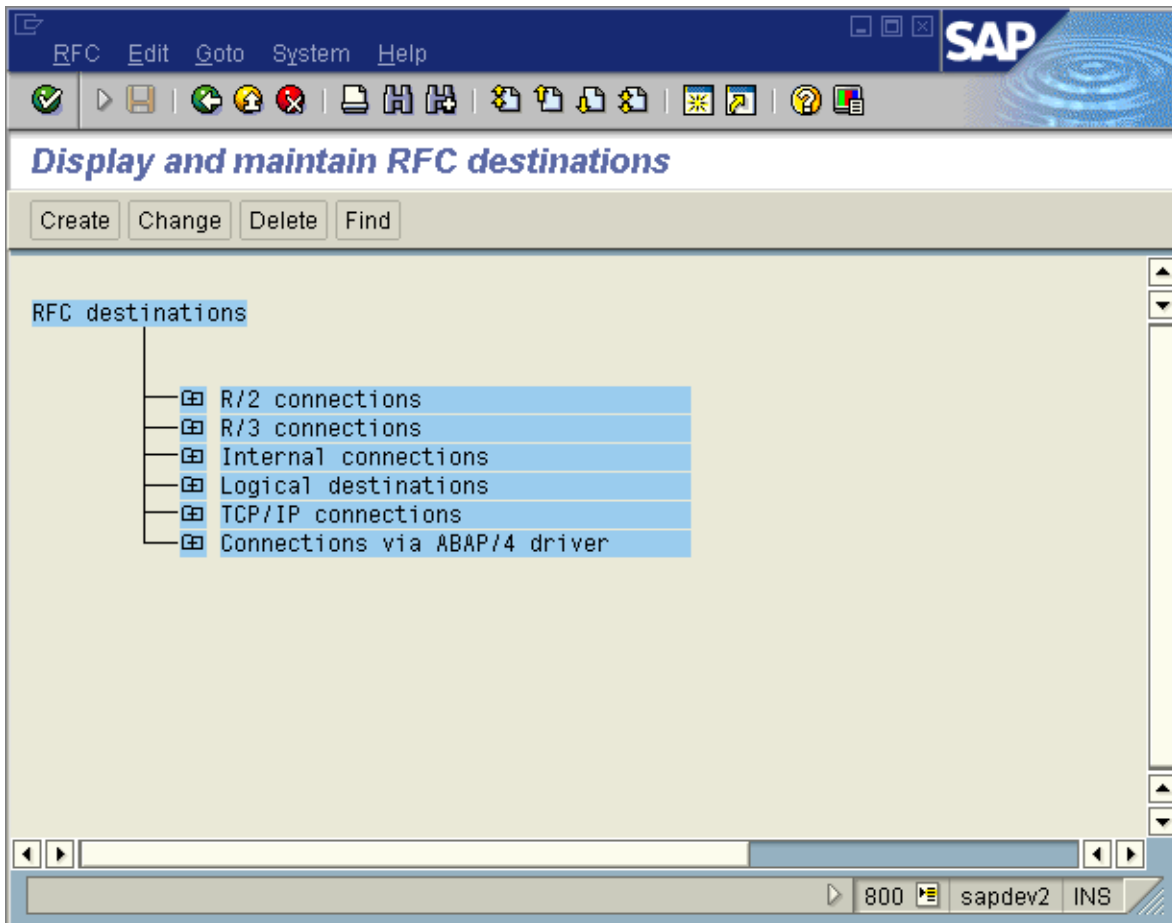 RFC Edit Goto System Help
SAP
Display and maintain RFC destinations
Create Change Delete Find
RFC destinations
R/2 connections
R/3 connections
Internal connections
Logical destinations
TCP/IP connections
Connections via ABAP/4 driver
800 sapdev2 INS